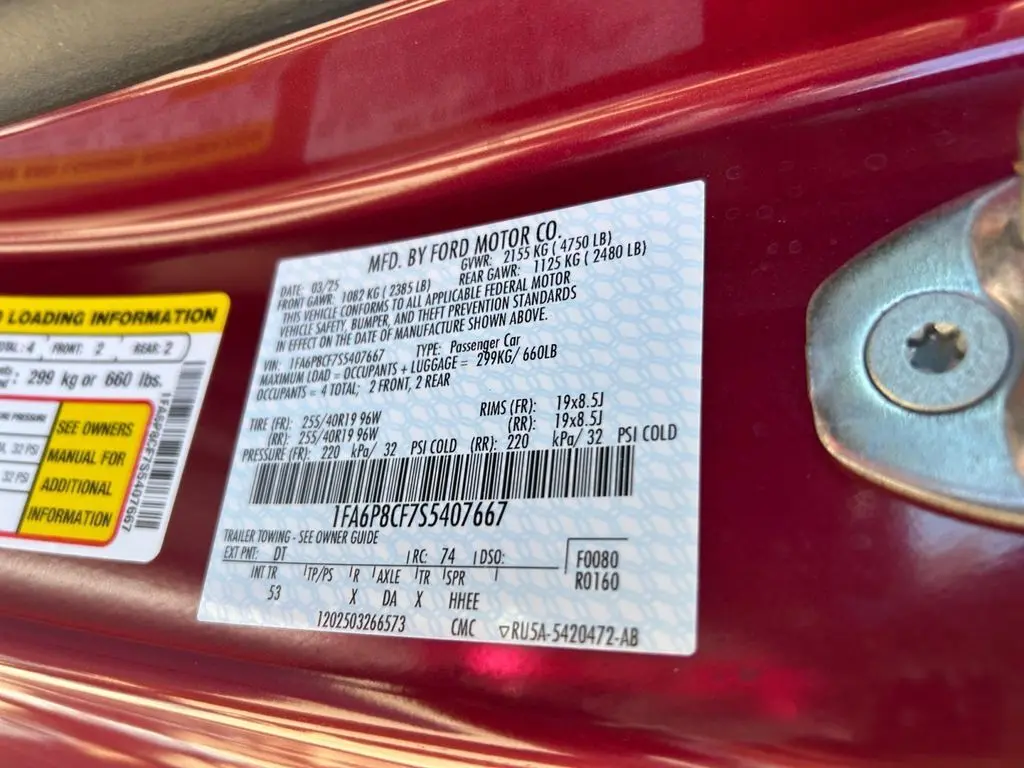 MFD. BY FORD MOTOR CO.
DATE: 03/25 GVWR: 2155 KG ( 4750 LB)
FRONT GAWR: 1082 KG ( 2385 LB) REAR GAWR: 1125 KG ( 2480 LB)
THIS VEHICLE CONFORMS TO ALL APPLICABLE FEDERAL MOTOR
VEHICLE SAFETY, BUMPER, AND THEFT PREVENTION STANDARDS
IN EFFECT ON THE DATE OF MANUFACTURE SHOWN ABOVE.
VIN: 1FA6P8CF7S5407667 TYPE: Passenger Car
MAXIMUM LOAD = OCCUPANTS + LUGGAGE = 299KG/ 660LB
OCCUPANTS = 4 TOTAL; 2 FRONT, 2 REAR
TIRE (FR): 255/40R19 96W RIMS (FR): 19x8.5J
(RR): 255/40R19 96W (RR): 19x8.5J
PRESSURE (FR): 220 kPa/ 32 PSI COLD (RR): 220 kPa/ 32 PSI COLD
1FA6P8CF7S5407667
TRAILER TOWING - SEE OWNER GUIDE
EXT PNT: DT RC: 74 DSO: F0080
R0160
INT TR TP/PS R AXLE TR SPR
53 X DA X HHEE
1202503266573 CMC ▽RU5A-5420472-AB
LOADING INFORMATION
4 FRONT: 2 REAR: 2
: 299 kg or 660 lbs.
PRESSURE
32 PSI
32 PSI
SEE OWNERS
MANUAL FOR
ADDITIONAL
INFORMATION
1FA6P8CF7S5407667